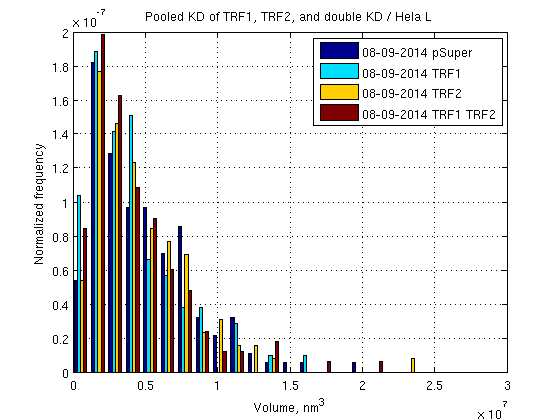 Pooled KD of TRF1, TRF2, and double KD / Hela L
× 10^-7
2
1.8
1.6
1.4
1.2
1
0.8
0.6
0.4
0.2
0
Normalized frequency
08-09-2014 pSuper
08-09-2014 TRF1
08-09-2014 TRF2
08-09-2014 TRF1 TRF2
0 0.5 1 1.5 2 2.5 3
Volume, nm^3
× 10^7